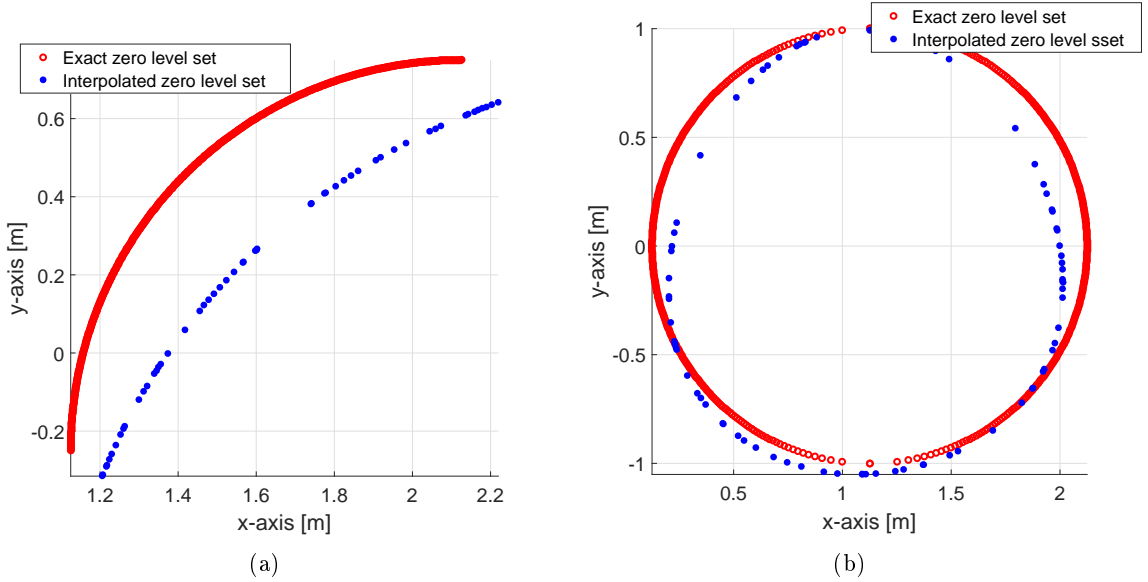 Exact zero level set
Interpolated zero level set
0.6
0.4
0.2
0
-0.2
y-axis [m]
1.2 1.4 1.6 1.8 2 2.2
x-axis [m]
(a)
Exact zero level set
Interpolated zero level sset
1
0.5
0
-0.5
-1
y-axis [m]
0.5 1 1.5 2
x-axis [m]
(b)